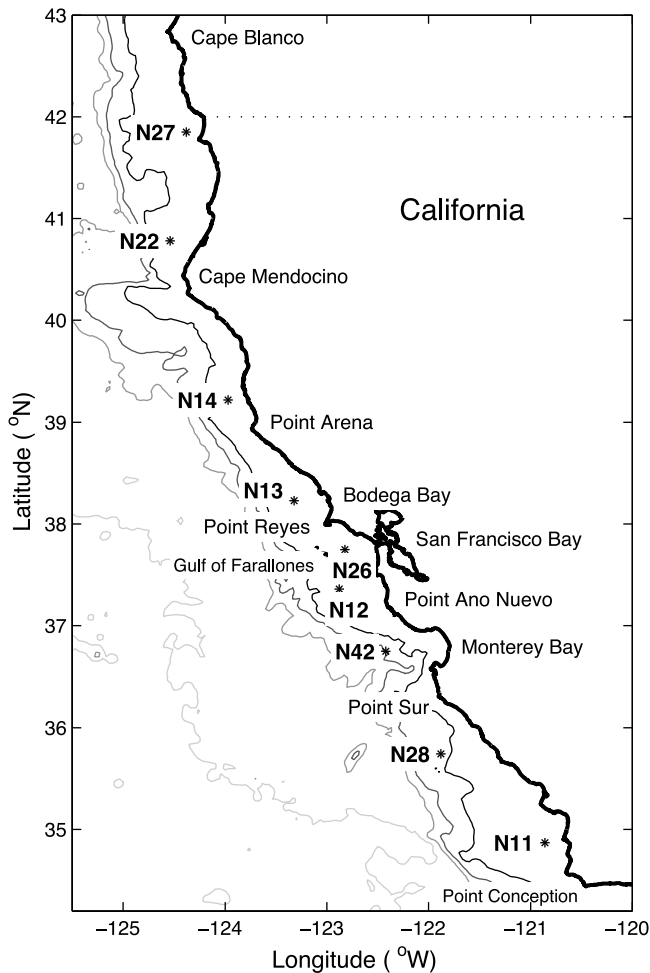 43
Cape Blanco
42
N27 *
41
California
N22 *
Cape Mendocino
40
N14 *
39
Point Arena
N13 *
Bodega Bay
38
Point Reyes
San Francisco Bay
Gulf of Farallones
*
N26
*
Point Ano Nuevo
N12
37
N42 *
Monterey Bay
36
Point Sur
N28 *
35
N11 *
Point Conception
−125 −124 −123 −122 −121 −120
Longitude ( °W)
Latitude ( °N)